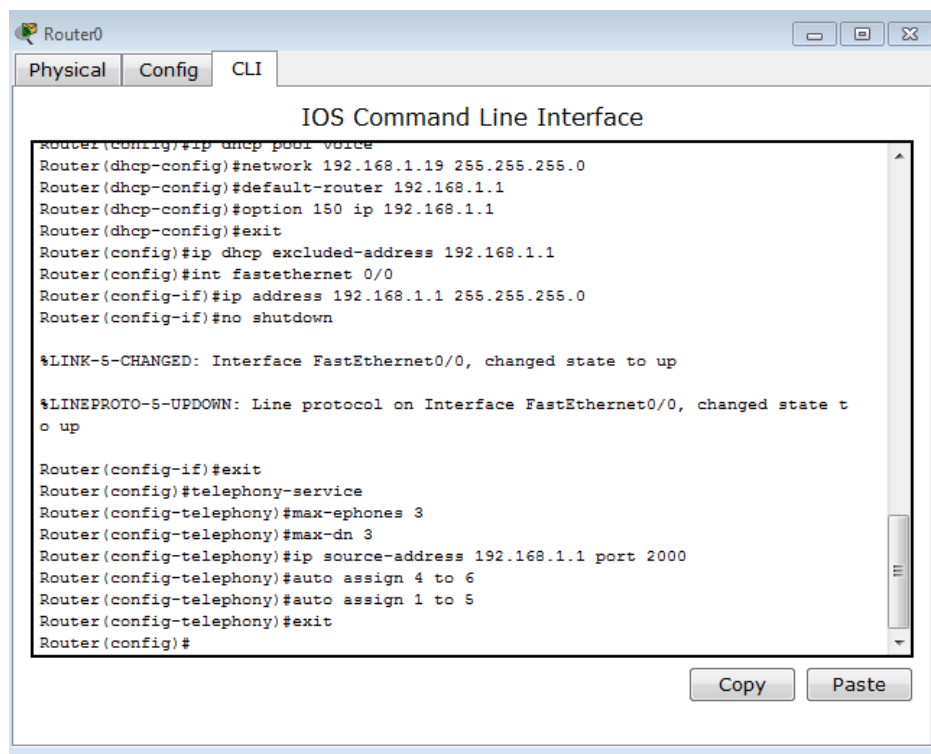 Router0
Physical Config CLI
IOS Command Line Interface
Router(config)#ip dhcp pool voice
Router(dhcp-config)#network 192.168.1.19 255.255.255.0
Router(dhcp-config)#default-router 192.168.1.1
Router(dhcp-config)#option 150 ip 192.168.1.1
Router(dhcp-config)#exit
Router(config)#ip dhcp excluded-address 192.168.1.1
Router(config)#int fastethernet 0/0
Router(config-if)#ip address 192.168.1.1 255.255.255.0
Router(config-if)#no shutdown
%LINK-5-CHANGED: Interface FastEthernet0/0, changed state to up
%LINEPROTO-5-UPDOWN: Line protocol on Interface FastEthernet0/0, changed state t
o up
Router(config-if)#exit
Router(config)#telephony-service
Router(config-telephony)#max-ephones 3
Router(config-telephony)#max-dn 3
Router(config-telephony)#ip source-address 192.168.1.1 port 2000
Router(config-telephony)#auto assign 4 to 6
Router(config-telephony)#auto assign 1 to 5
Router(config-telephony)#exit
Router(config)#
Copy Paste